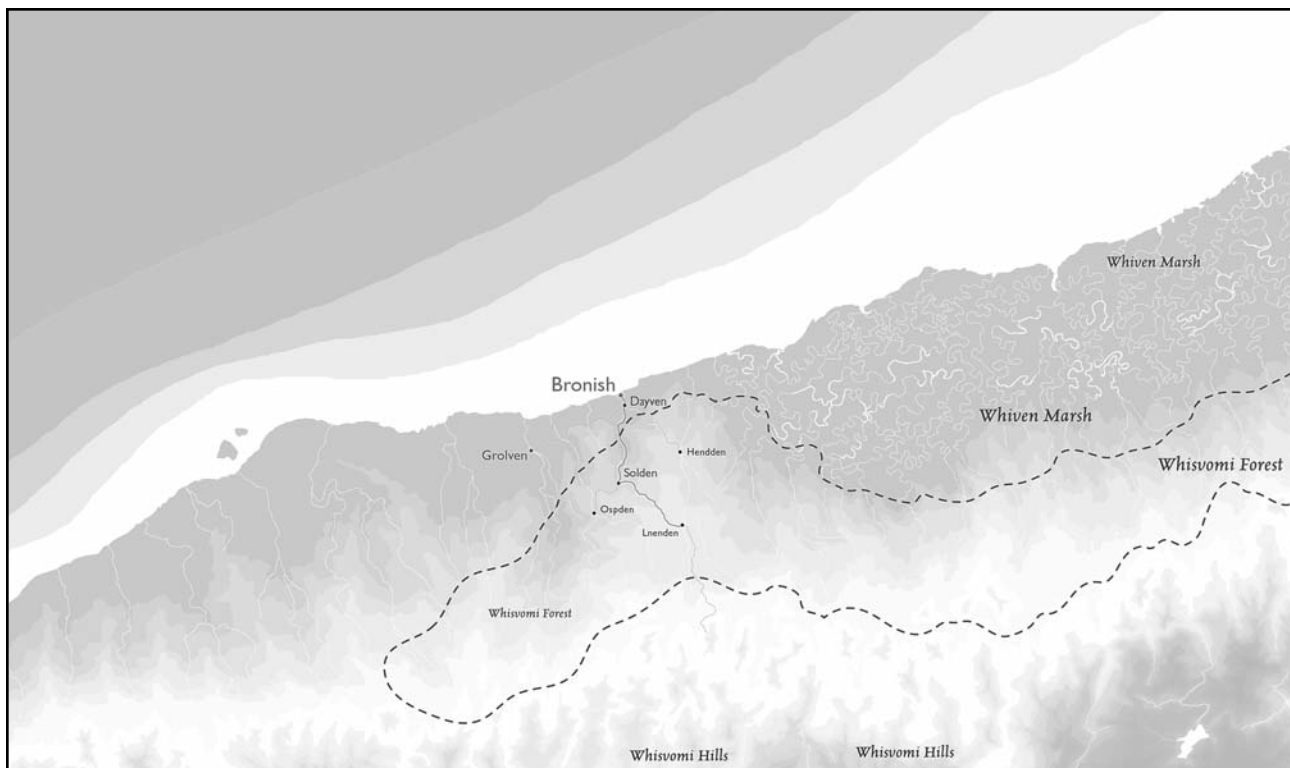 Whiven Marsh
Bronish
Dayven
Whiven Marsh
Grolven
Hendden
Whisvomi Forest
Solden
Ospden
Lnenden
Whisvomi Forest
Whisvomi Hills
Whisvomi Hills